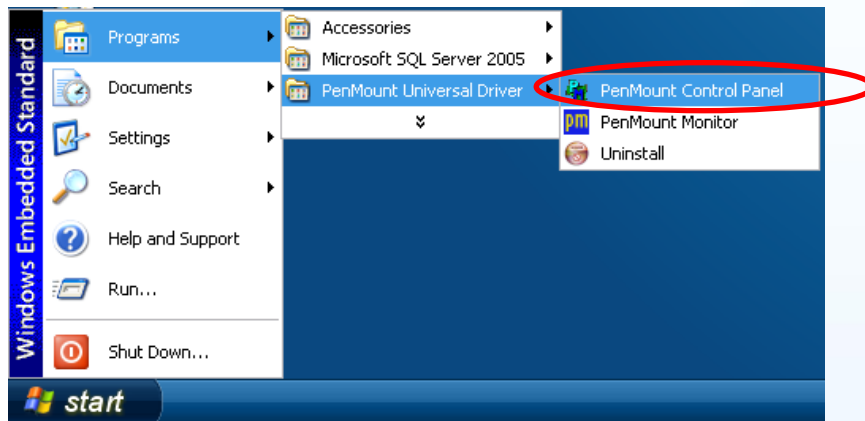 Windows Embedded Standard
Programs
Documents
Settings
Search
Help and Support
Run...
Shut Down...
Accessories
Microsoft SQL Server 2005
PenMount Universal Driver
PenMount Control Panel
pm PenMount Monitor
Uninstall
start